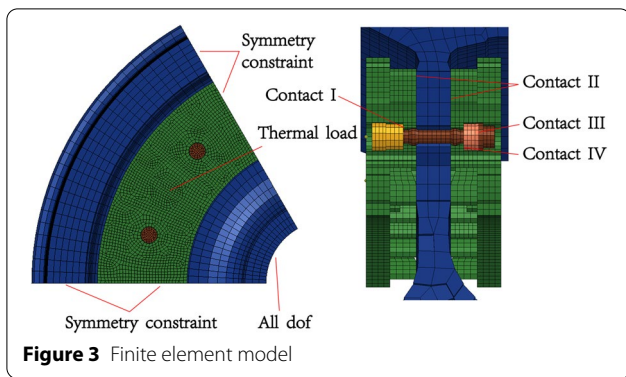 Symmetry
constraint
Contact I
Thermal load
Symmetry constraint
All dof
Contact II
Contact III
Contact IV
Figure 3 Finite element model